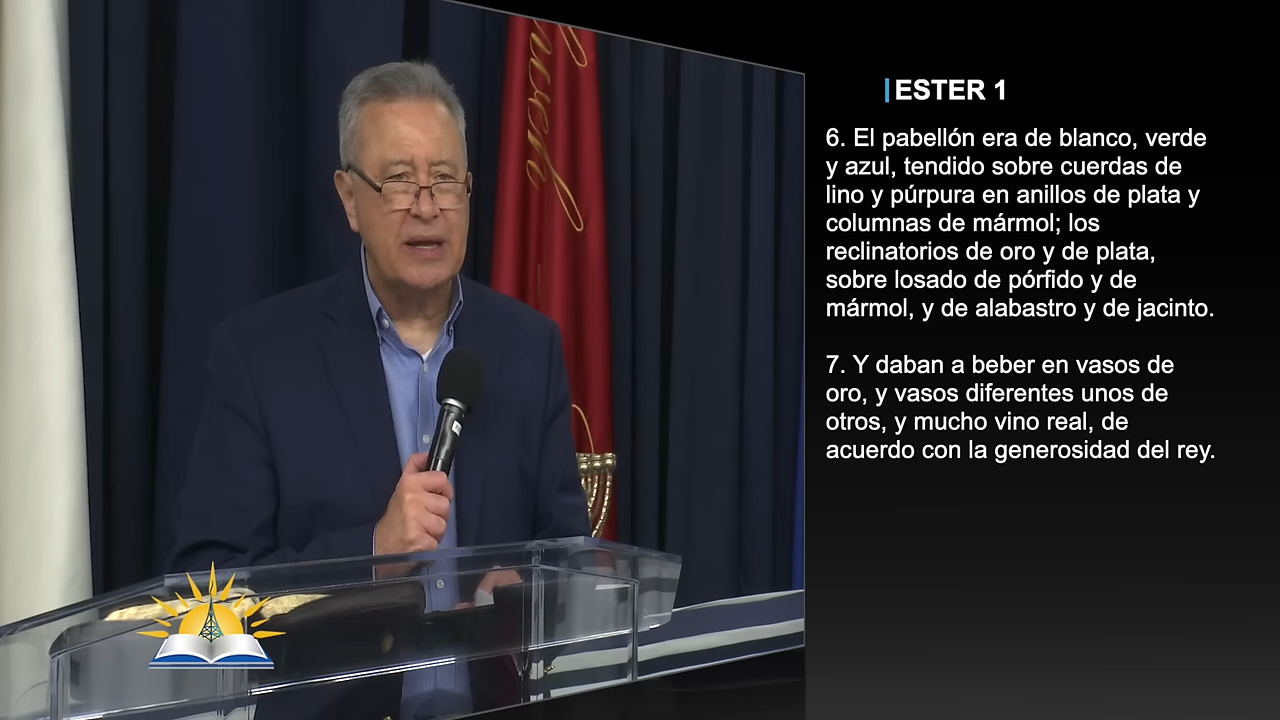 ESTER 1
6. El pabellón era de blanco, verde
y azul, tendido sobre cuerdas de
lino y púrpura en anillos de plata y
columnas de mármol; los
reclinatorios de oro y de plata,
sobre losado de pórfido y de
mármol, y de alabastro y de jacinto.
7. Y daban a beber en vasos de
oro, y vasos diferentes unos de
otros, y mucho vino real, de
acuerdo con la generosidad del rey.